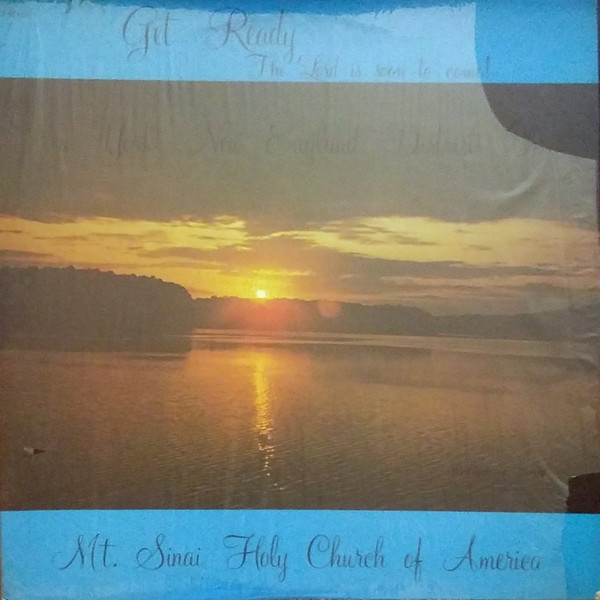 Get Ready
The Lord is soon to come!
York New England District
Mt. Sinai Holy Church of America